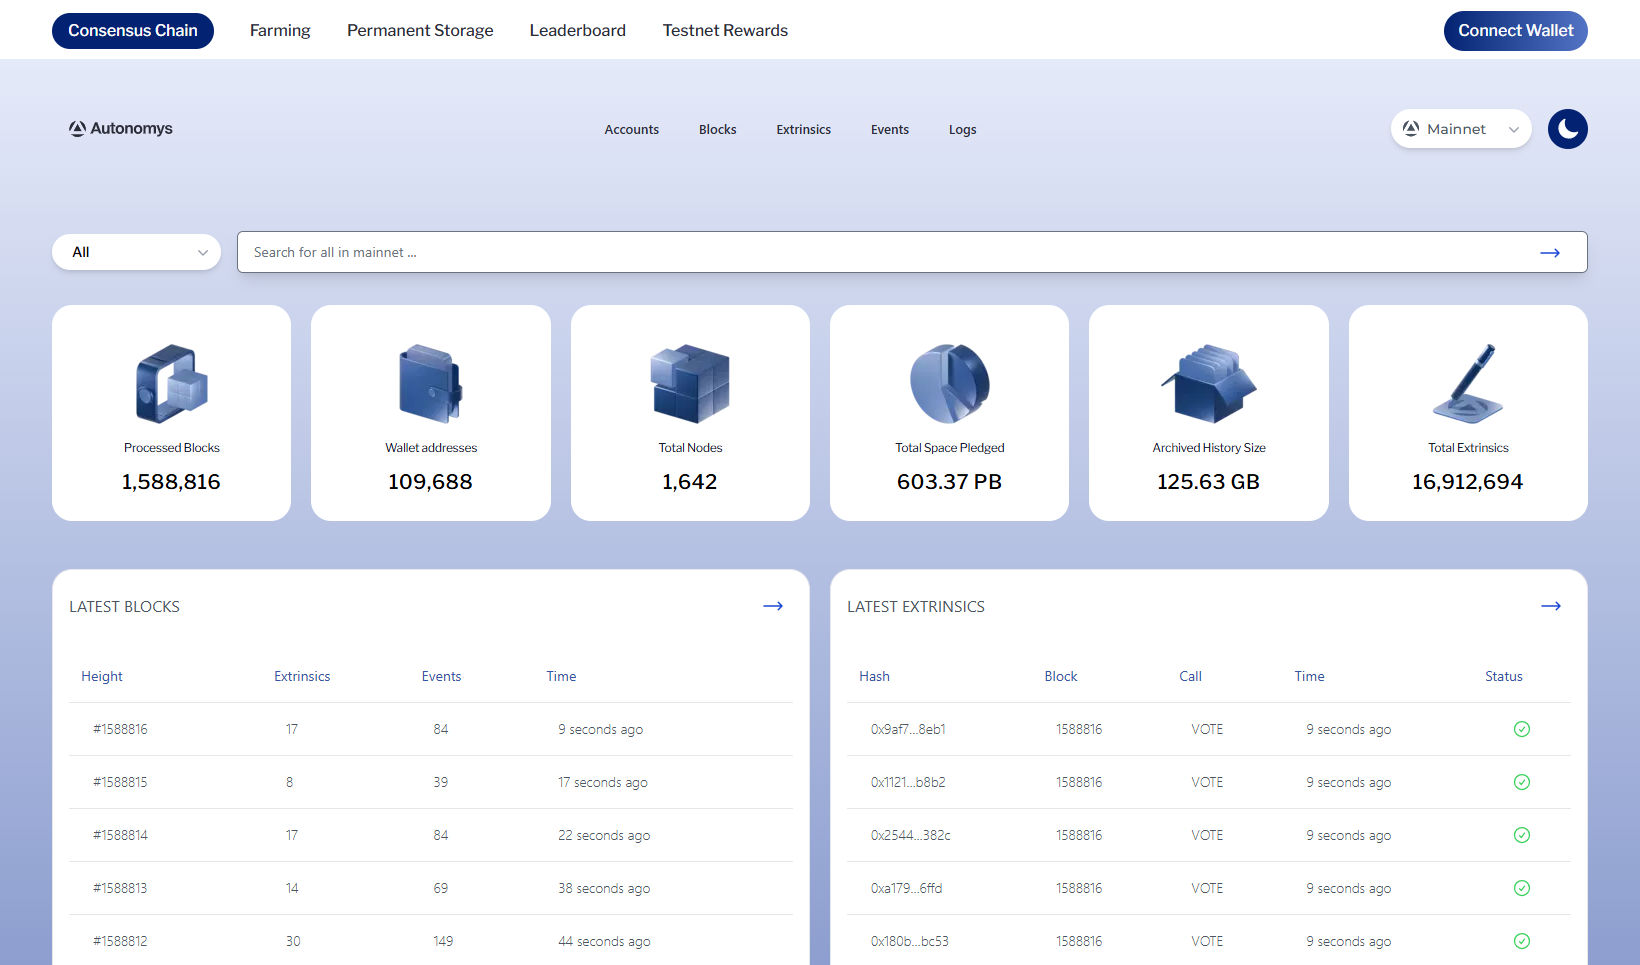 Consensus Chain Farming Permanent Storage Leaderboard Testnet Rewards Connect Wallet
Autonomys Accounts Blocks Extrinsics Events Logs Mainnet
All Search for all in mainnet ...
Processed Blocks Wallet addresses Total Nodes Total Space Pledged Archived History Size Total Extrinsics
1,588,816 109,688 1,642 603.37 PB 125.63 GB 16,912,694
LATEST BLOCKS
Height Extrinsics Events Time
#1588816 17 84 9 seconds ago
#1588815 8 39 17 seconds ago
#1588814 17 84 22 seconds ago
#1588813 14 69 38 seconds ago
#1588812 30 149 44 seconds ago
LATEST EXTRINSICS
Hash Block Call Time Status
0x9af7...8eb1 1588816 VOTE 9 seconds ago
0x1121...b8b2 1588816 VOTE 9 seconds ago
0x2544...382c 1588816 VOTE 9 seconds ago
0xa179...6ffd 1588816 VOTE 9 seconds ago
0x180b...bc53 1588816 VOTE 9 seconds ago